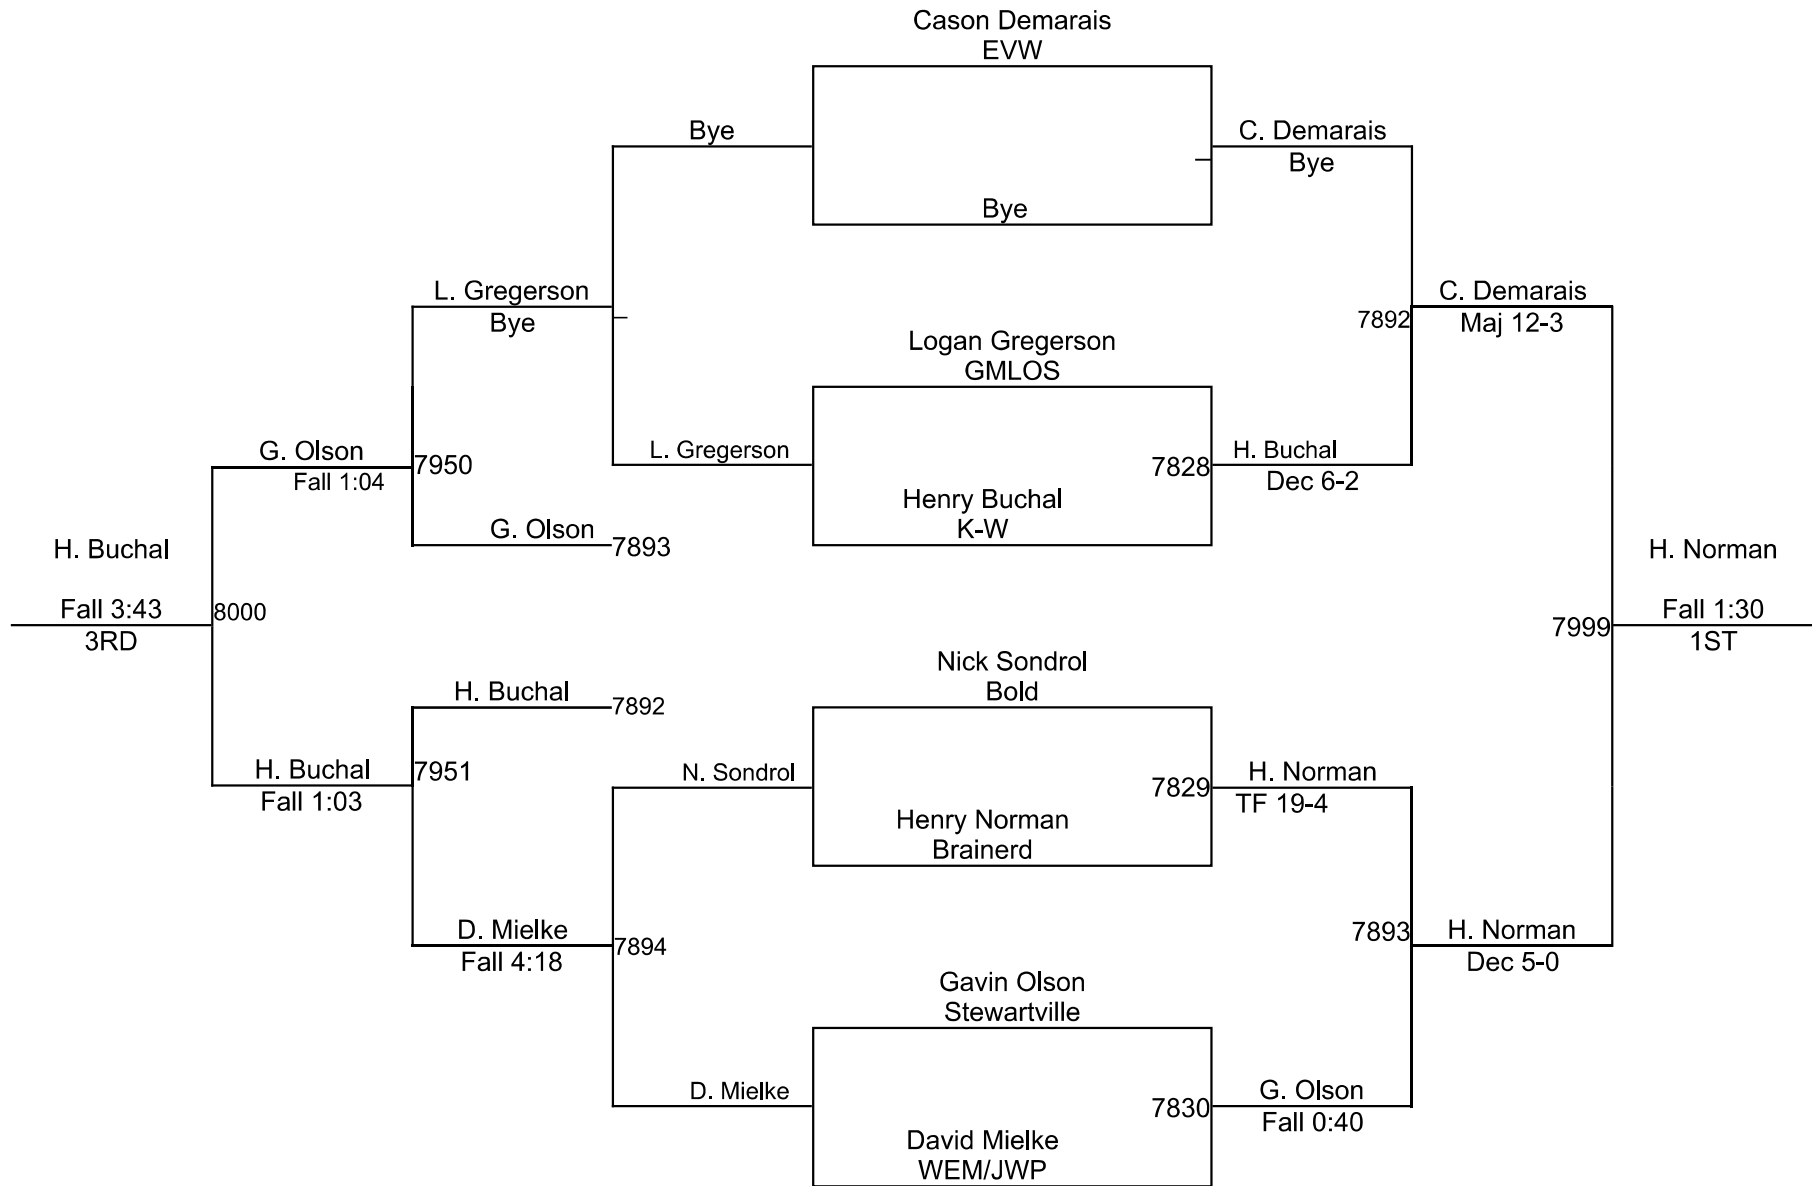 Cason Demarais
EVW
Bye
C. Demarais
Bye
Bye
L. Gregerson
Bye
C. Demarais
7892
Maj 12-3
Logan Gregerson
GMLOS
G. Olson
7950
Fall 1:04
L. Gregerson
7828
H. Buchal
Dec 6-2
Henry Buchal
K-W
G. Olson
7893
H. Buchal
H. Norman
Fall 3:43
8000
3RD
7999
Fall 1:30
1ST
Nick Sondrol
Bold
H. Buchal
7892
H. Buchal
7951
Fall 1:03
N. Sondrol
7829
H. Norman
TF 19-4
Henry Norman
Brainerd
D. Mielke
7894
Fall 4:18
7893
H. Norman
Dec 5-0
Gavin Olson
Stewartville
D. Mielke
7830
G. Olson
Fall 0:40
David Mielke
WEM/JWP